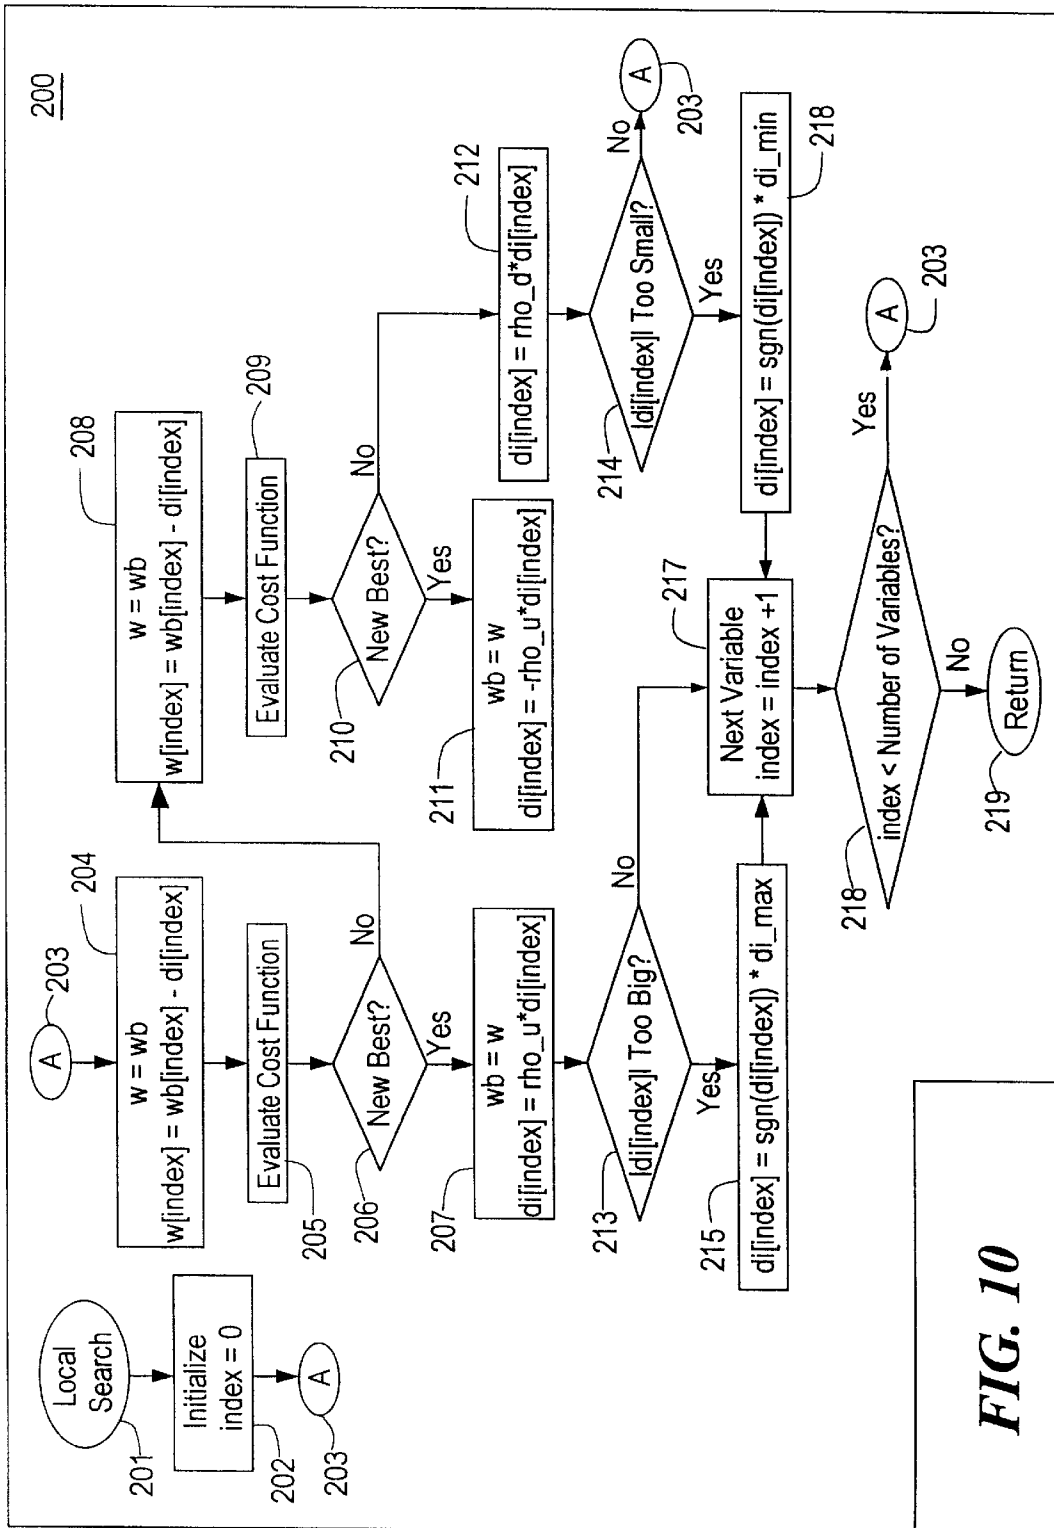 200
Local
Search
201
Initialize
index = 0
202
A
203
A
203
w = wb
w[index] = wb[index] - di[index]
204
Evaluate Cost Function
205
New Best?
206
No
Yes
wb = w
di[index] = rho_u*di[index]
207
|di[index]| Too Big?
213
No
Yes
di[index] = sgn(di[index]) * di_max
215
w = wb
w[index] = wb[index] - di[index]
208
Evaluate Cost Function
209
New Best?
210
No
Yes
wb = w
di[index] = -rho_u*di[index]
211
di[index] = rho_d*di[index]
212
|di[index]| Too Small?
214
No
A
203
Yes
di[index] = sgn(di[index]) * di_min
218
Next Variable
index = index +1
217
index < Number of Variables?
218
Yes
A
203
No
Return
219
FIG. 10